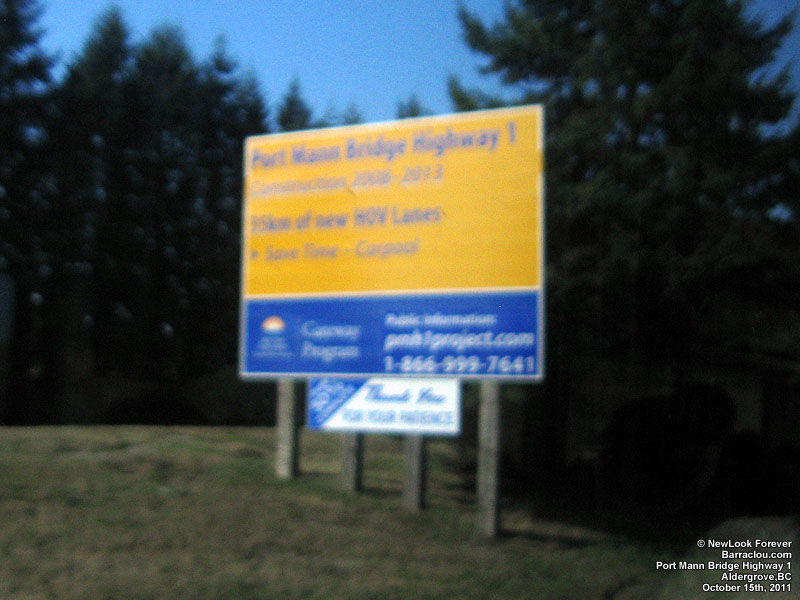 Port Mann Bridge Highway 1
Construction 2008-2013
55km of new HOV Lanes
Save Time - Carpool
Gateway
Program
Public Information:
pmh1project.com
1-866-999-7641
Thank You
FOR YOUR PATIENCE
© NewLook Forever
Barraclou.com
Port Mann Bridge Highway 1
Aldergrove,BC
October 15th, 2011